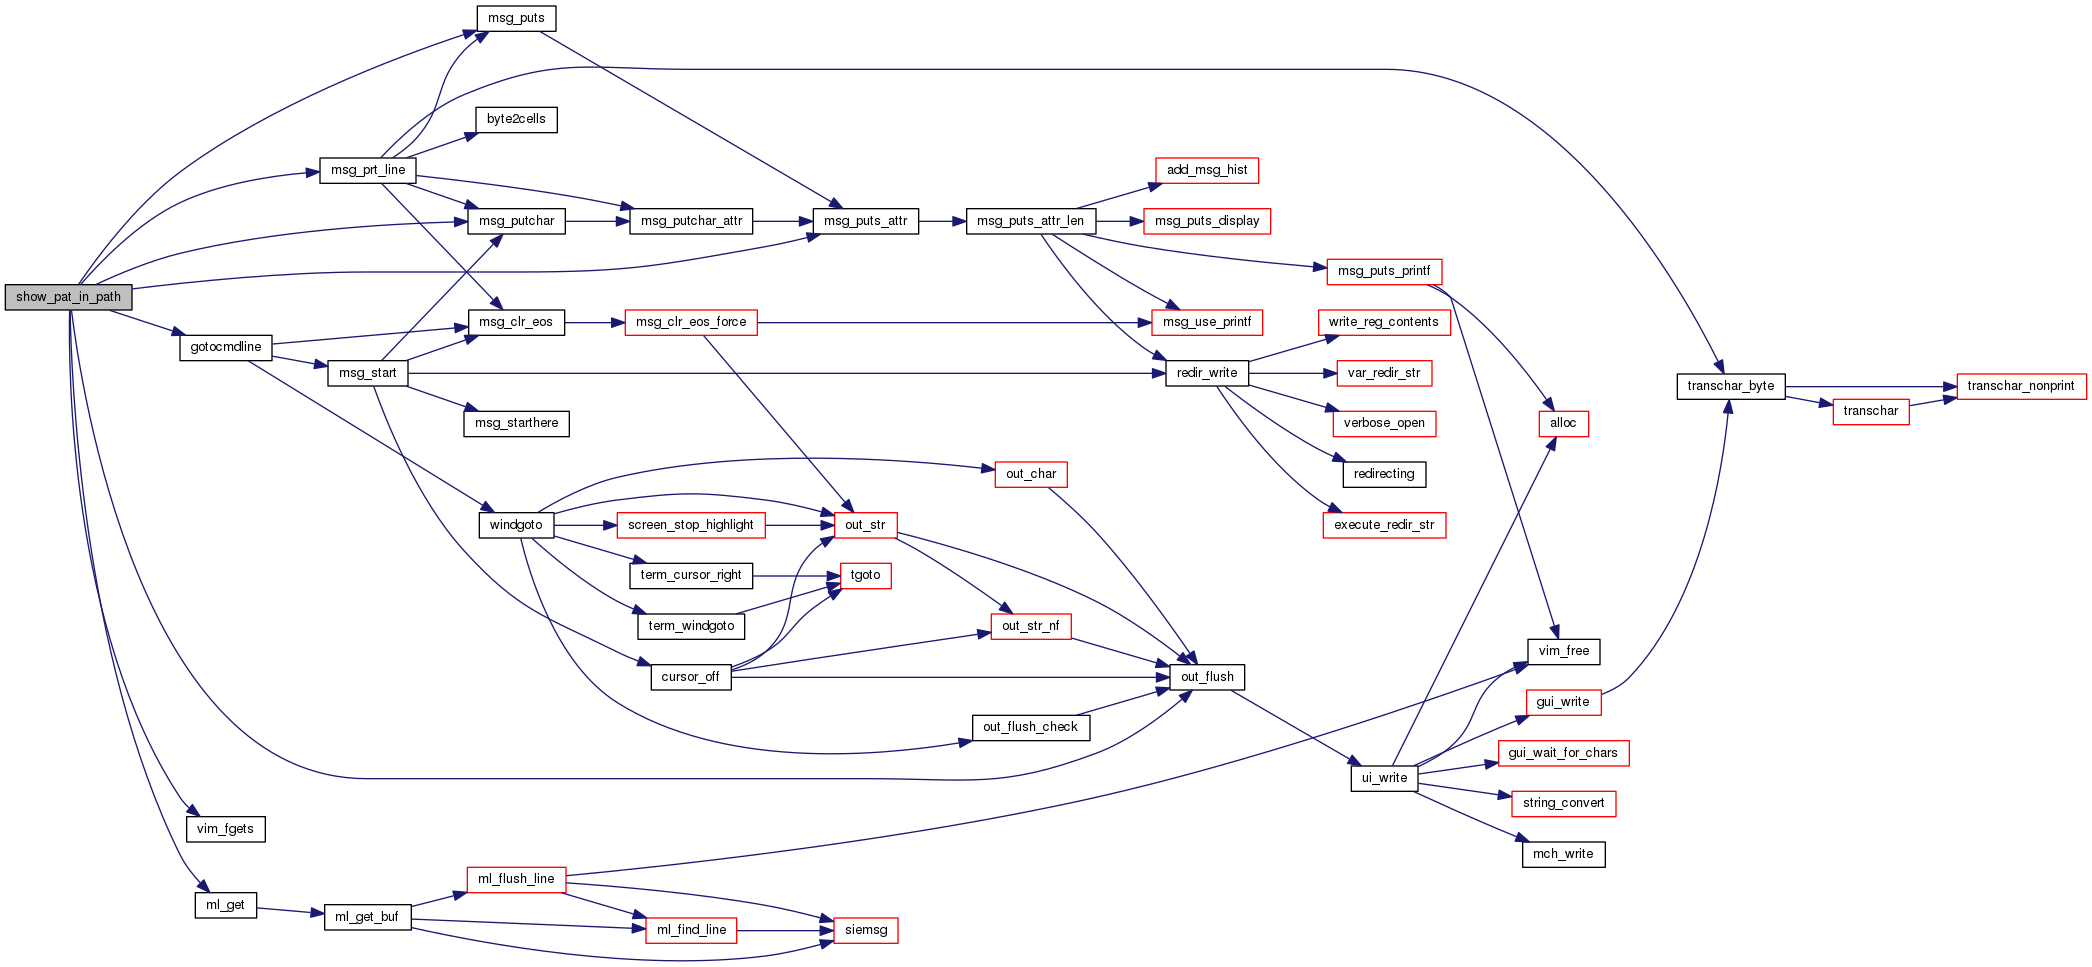 msg_puts
byte2cells
msg_prt_line
add_msg_hist
msg_putchar
msg_putchar_attr
msg_puts_attr
msg_puts_attr_len
msg_puts_display
msg_puts_printf
show_pat_in_path
msg_clr_eos
msg_clr_eos_force
msg_use_printf
write_reg_contents
gotocmdline
msg_start
redir_write
var_redir_str
transchar_byte
transchar_nonprint
transchar
msg_starthere
verbose_open
alloc
out_char
redirecting
windgoto
screen_stop_highlight
out_str
execute_redir_str
term_cursor_right
tgoto
term_windgoto
out_str_nf
vim_free
cursor_off
out_flush
gui_write
out_flush_check
gui_wait_for_chars
ui_write
string_convert
vim_fgets
mch_write
ml_flush_line
ml_get
ml_get_buf
ml_find_line
siemsg